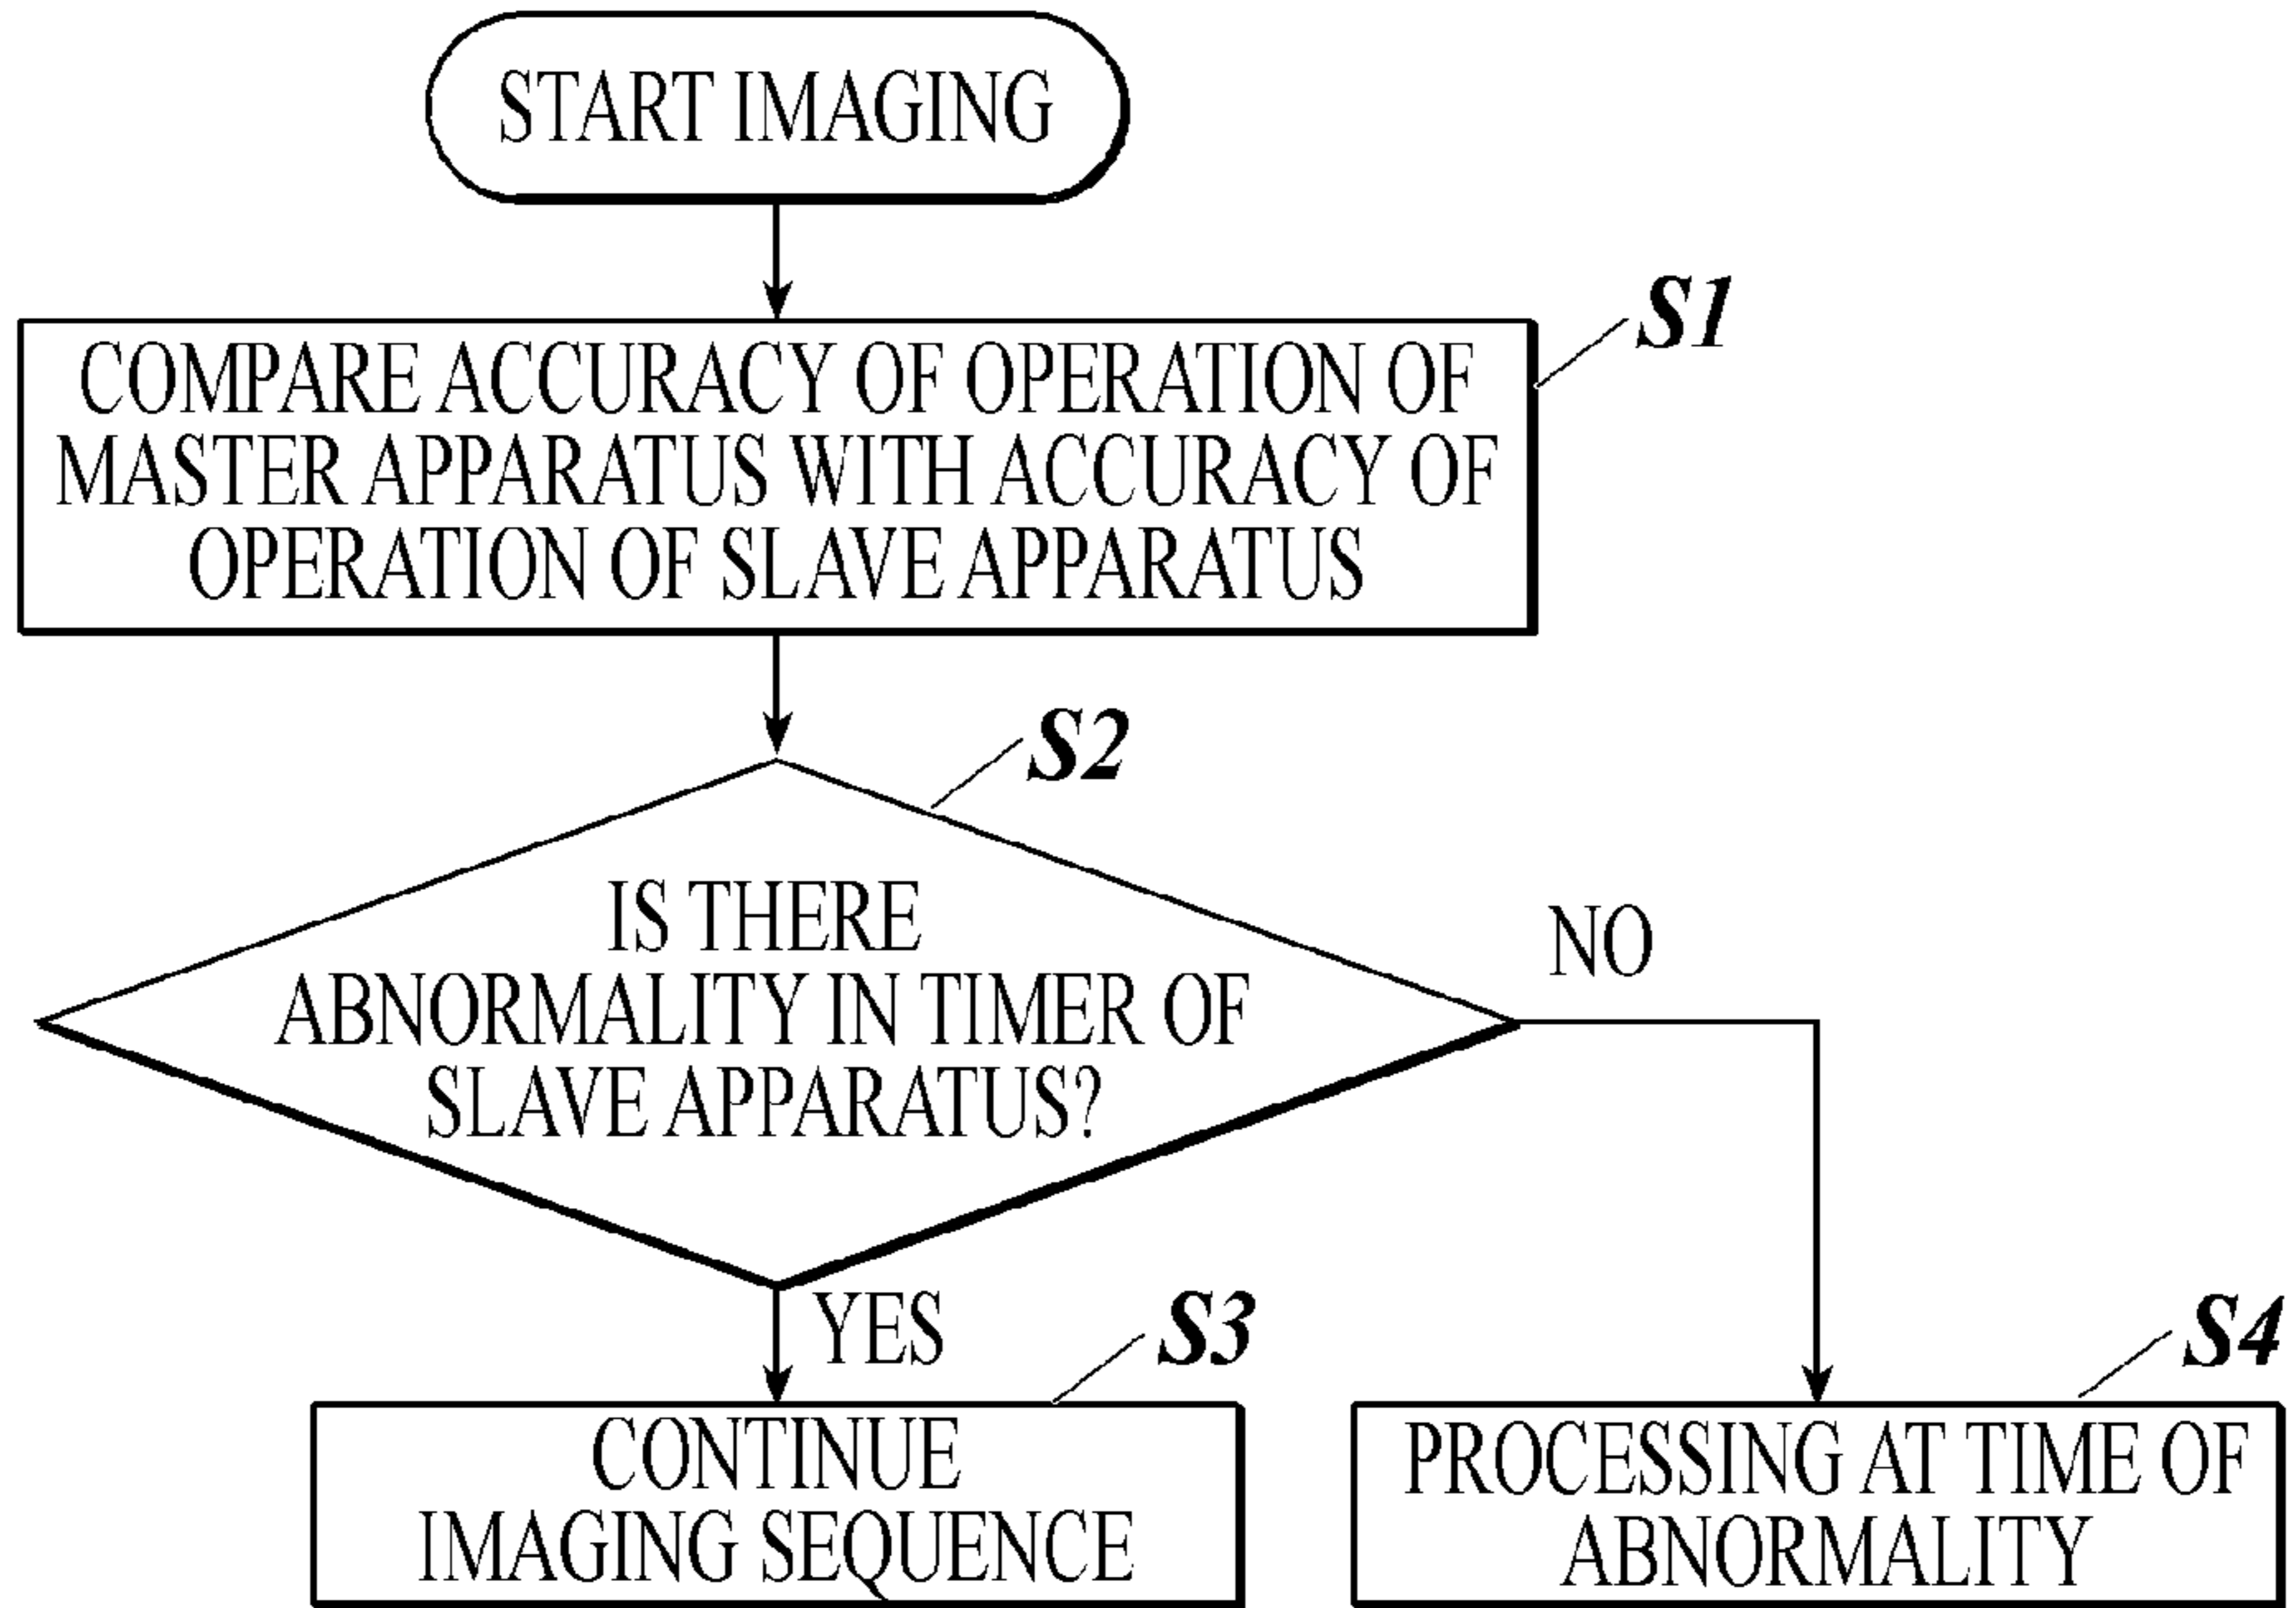 START IMAGING
S1
COMPARE ACCURACY OF OPERATION OF
MASTER APPARATUS WITH ACCURACY OF
OPERATION OF SLAVE APPARATUS
S2
IS THERE
ABNORMALITY IN TIMER OF
SLAVE APPARATUS?
NO
YES
S3
CONTINUE
IMAGING SEQUENCE
S4
PROCESSING AT TIME OF
ABNORMALITY